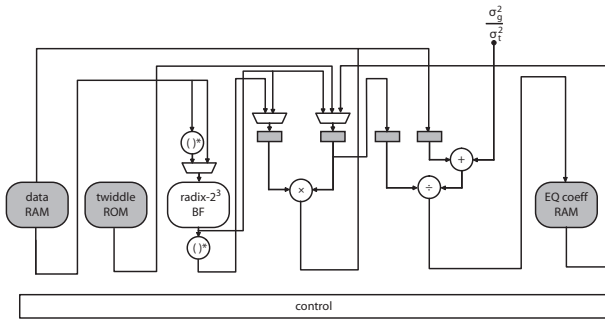 σ²g
σ²t
( )*
data
RAM
twiddle
ROM
radix-2³
BF
×
+
÷
EQ coeff
RAM
( )*
control